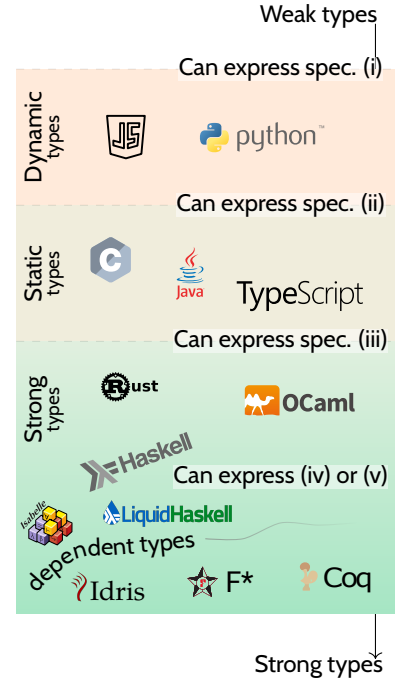 Weak types
Can express spec. (i)
Dynamic
types
JS
python™
Can express spec. (ii)
Static
types
C
Java
TypeScript
Can express spec. (iii)
Strong
types
Rust
OCaml
Haskell
Can express (iv) or (v)
Isabelle
LiquidHaskell
dependent types
Idris
F*
Coq
Strong types